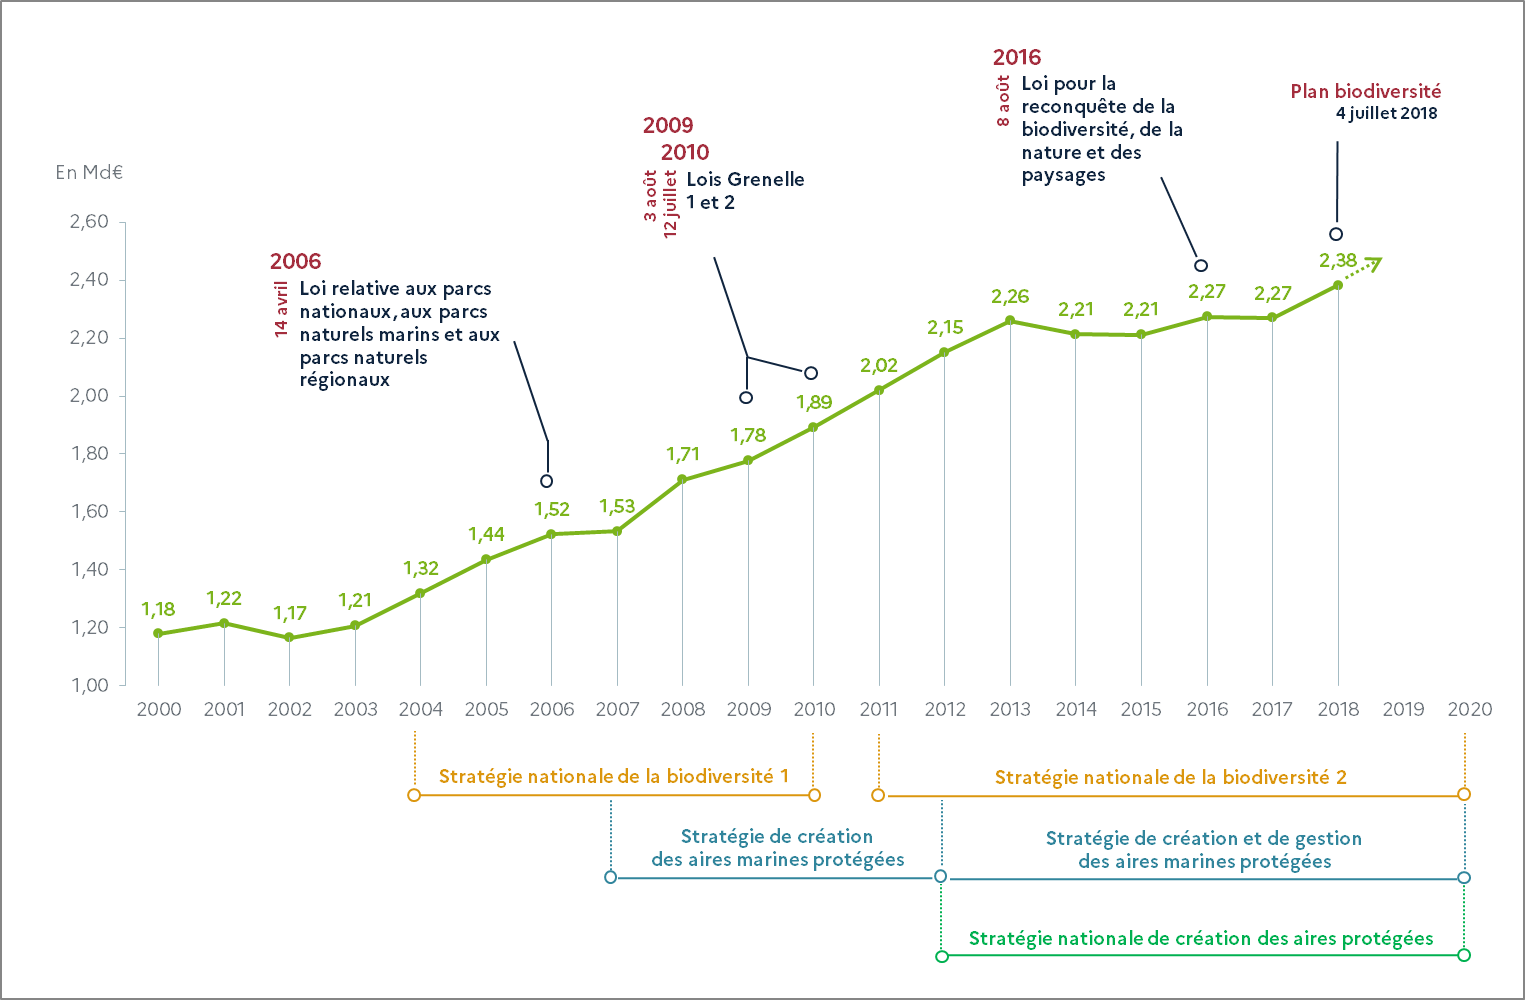 2016
8 août
Loi pour la
reconquête de la
biodiversité, de la
nature et des
paysages
Plan biodiversité
4 juillet 2018
2009
2010
3 août
12 juillet
Lois Grenelle
1 et 2
2006
14 avril
Loi relative aux parcs
nationaux, aux parcs
naturels marins et aux
parcs naturels
régionaux
En Md€
2,60
2,40
2,20
2,00
1,80
1,60
1,40
1,20
1,00
1,18
1,22
1,17
1,21
1,32
1,44
1,52
1,53
1,71
1,78
1,89
2,02
2,15
2,26
2,21
2,21
2,27
2,27
2,38
2000 2001 2002 2003 2004 2005 2006 2007 2008 2009 2010 2011 2012 2013 2014 2015 2016 2017 2018 2019 2020
Stratégie nationale de la biodiversité 1
Stratégie nationale de la biodiversité 2
Stratégie de création
des aires marines protégées
Stratégie de création et de gestion
des aires marines protégées
Stratégie nationale de création des aires protégées